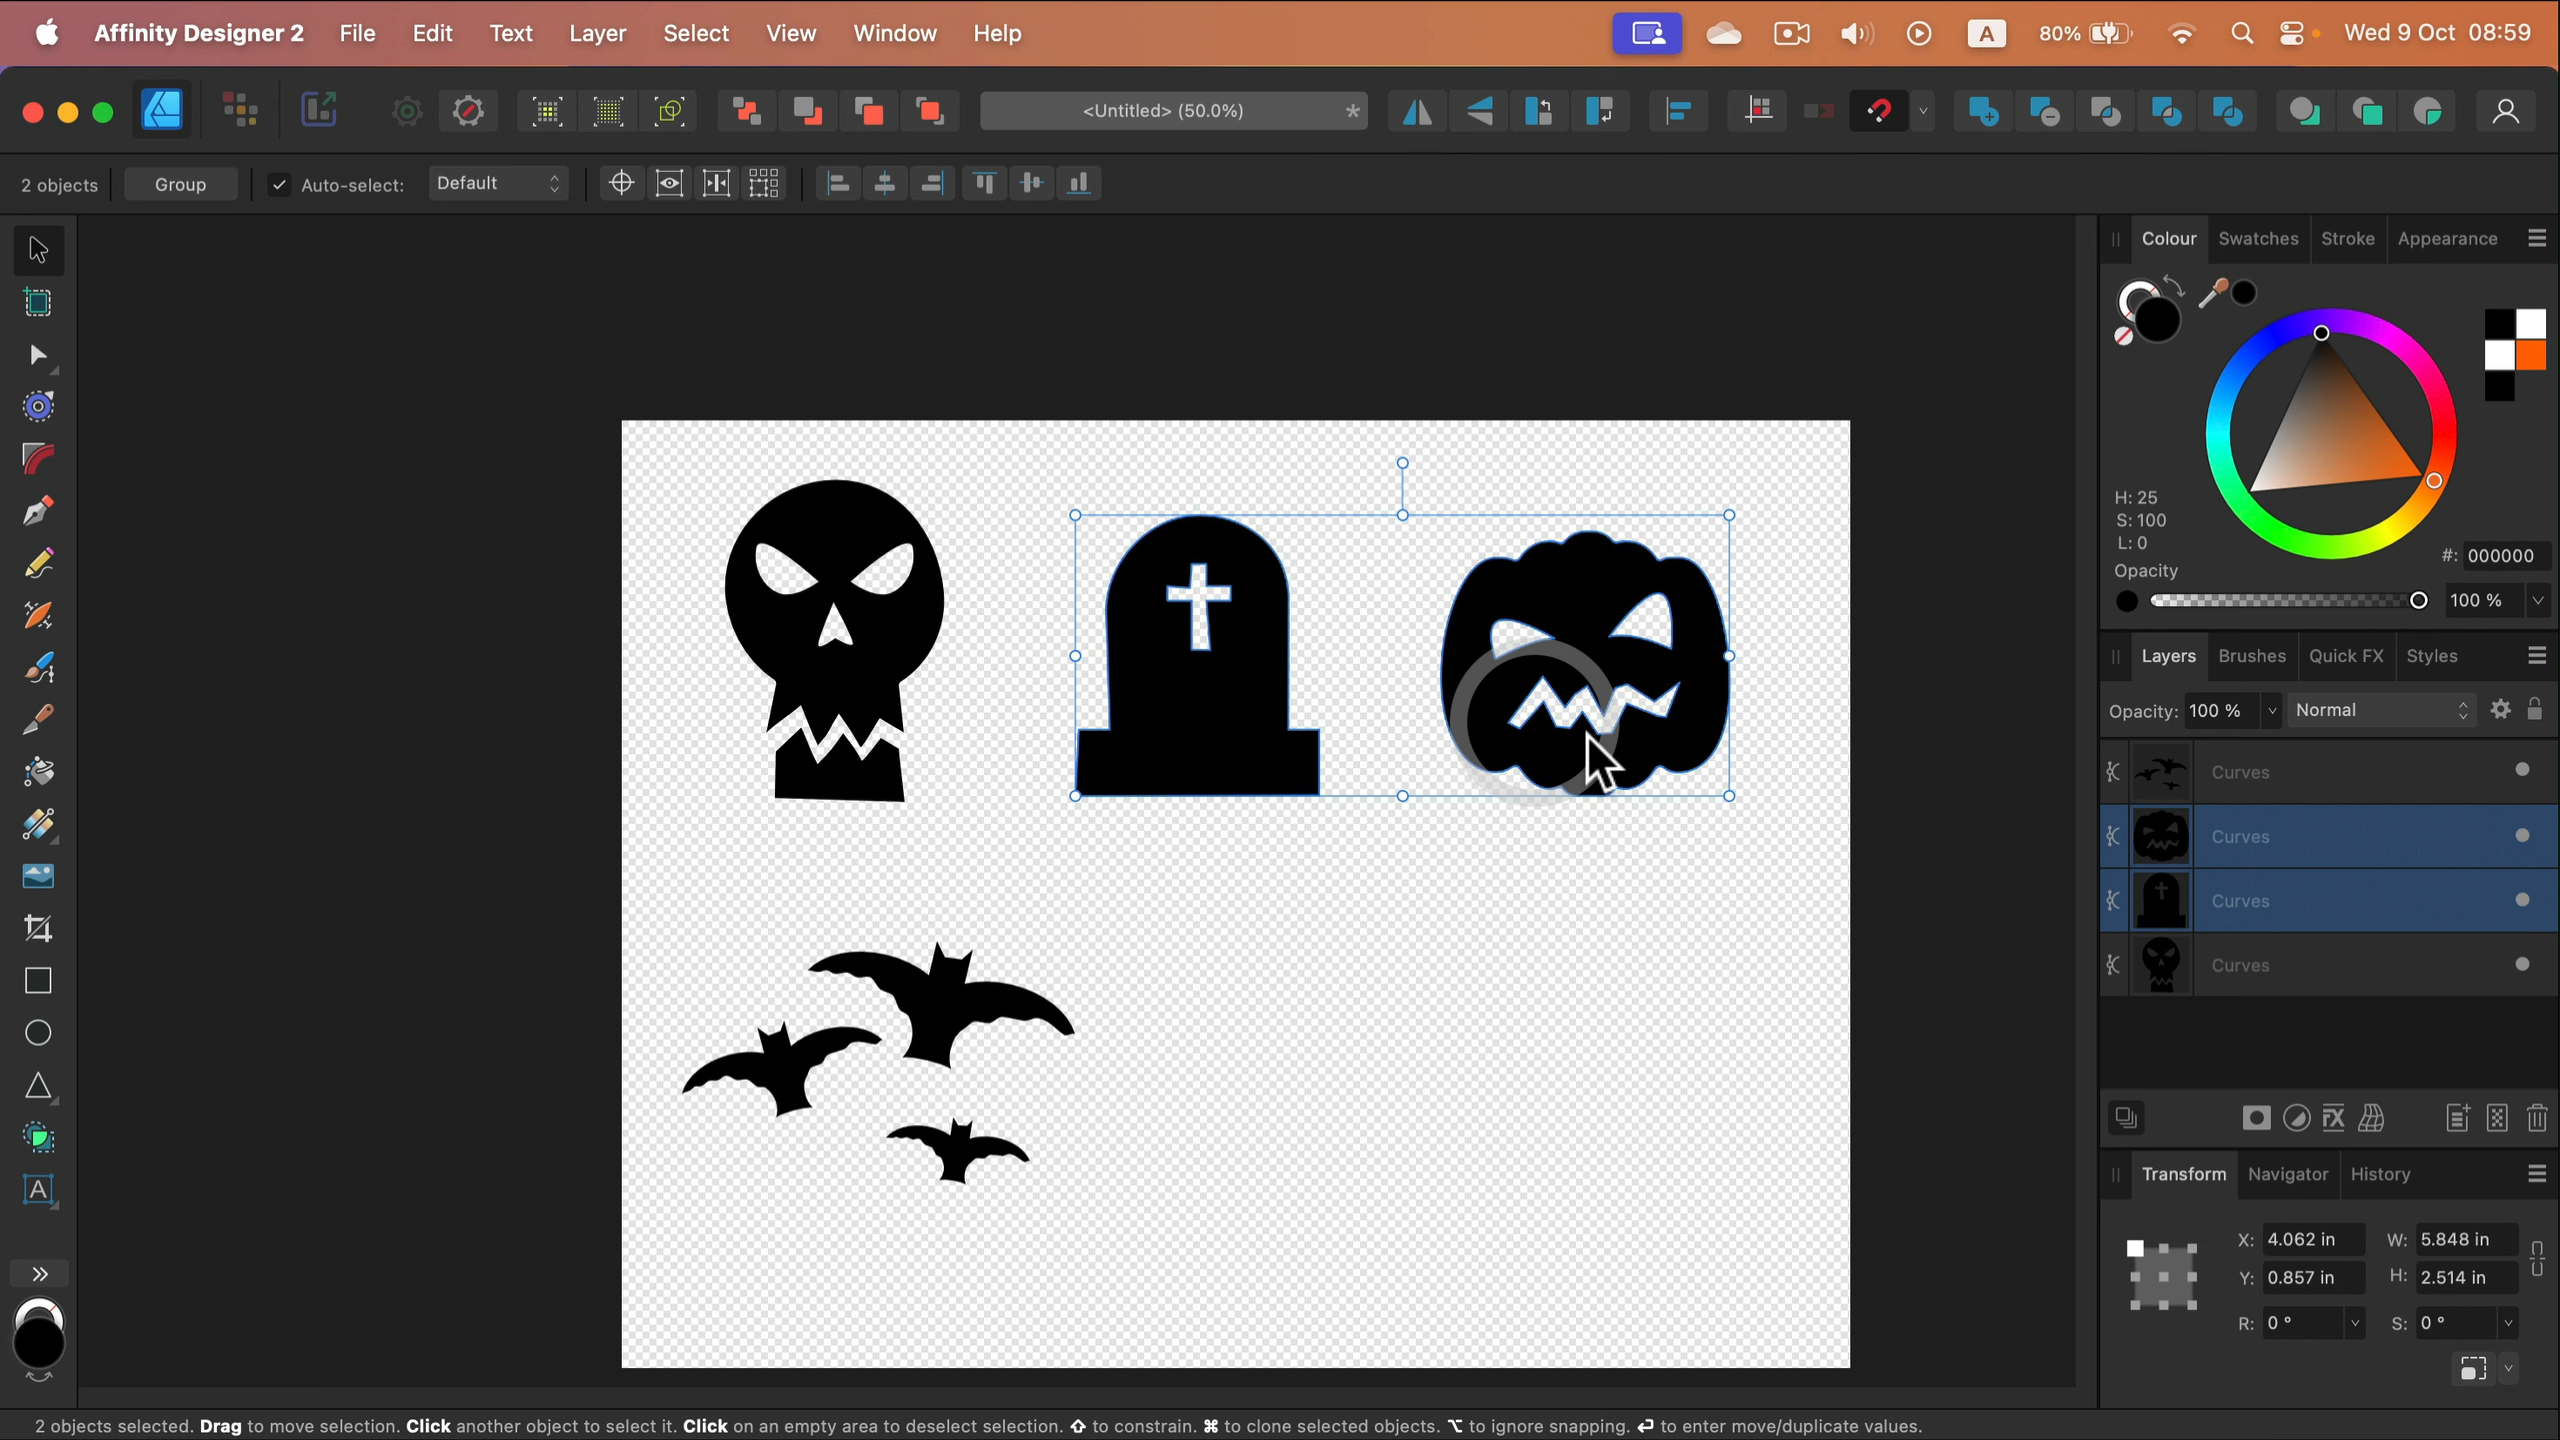 Affinity Designer 2 File Edit Text Layer Select View Window Help A 80% Wed 9 Oct 08:59
<Untitled> (50.0%) *
2 objects Group Auto-select: Default
Colour Swatches Stroke Appearance
H: 25
S: 100
L: 0
#: 000000
Opacity
100 %
Layers Brushes Quick FX Styles
Opacity: 100 % Normal
Curves
Curves
Curves
Curves
FX
A
Transform Navigator History
X: 4.062 in W: 5.848 in
Y: 0.857 in H: 2.514 in
R: 0 ° S: 0 °
2 objects selected. Drag to move selection. Click another object to select it. Click on an empty area to deselect selection. ⇧ to constrain. ⌘ to clone selected objects. ⌥ to ignore snapping. ↩ to enter move/duplicate values.